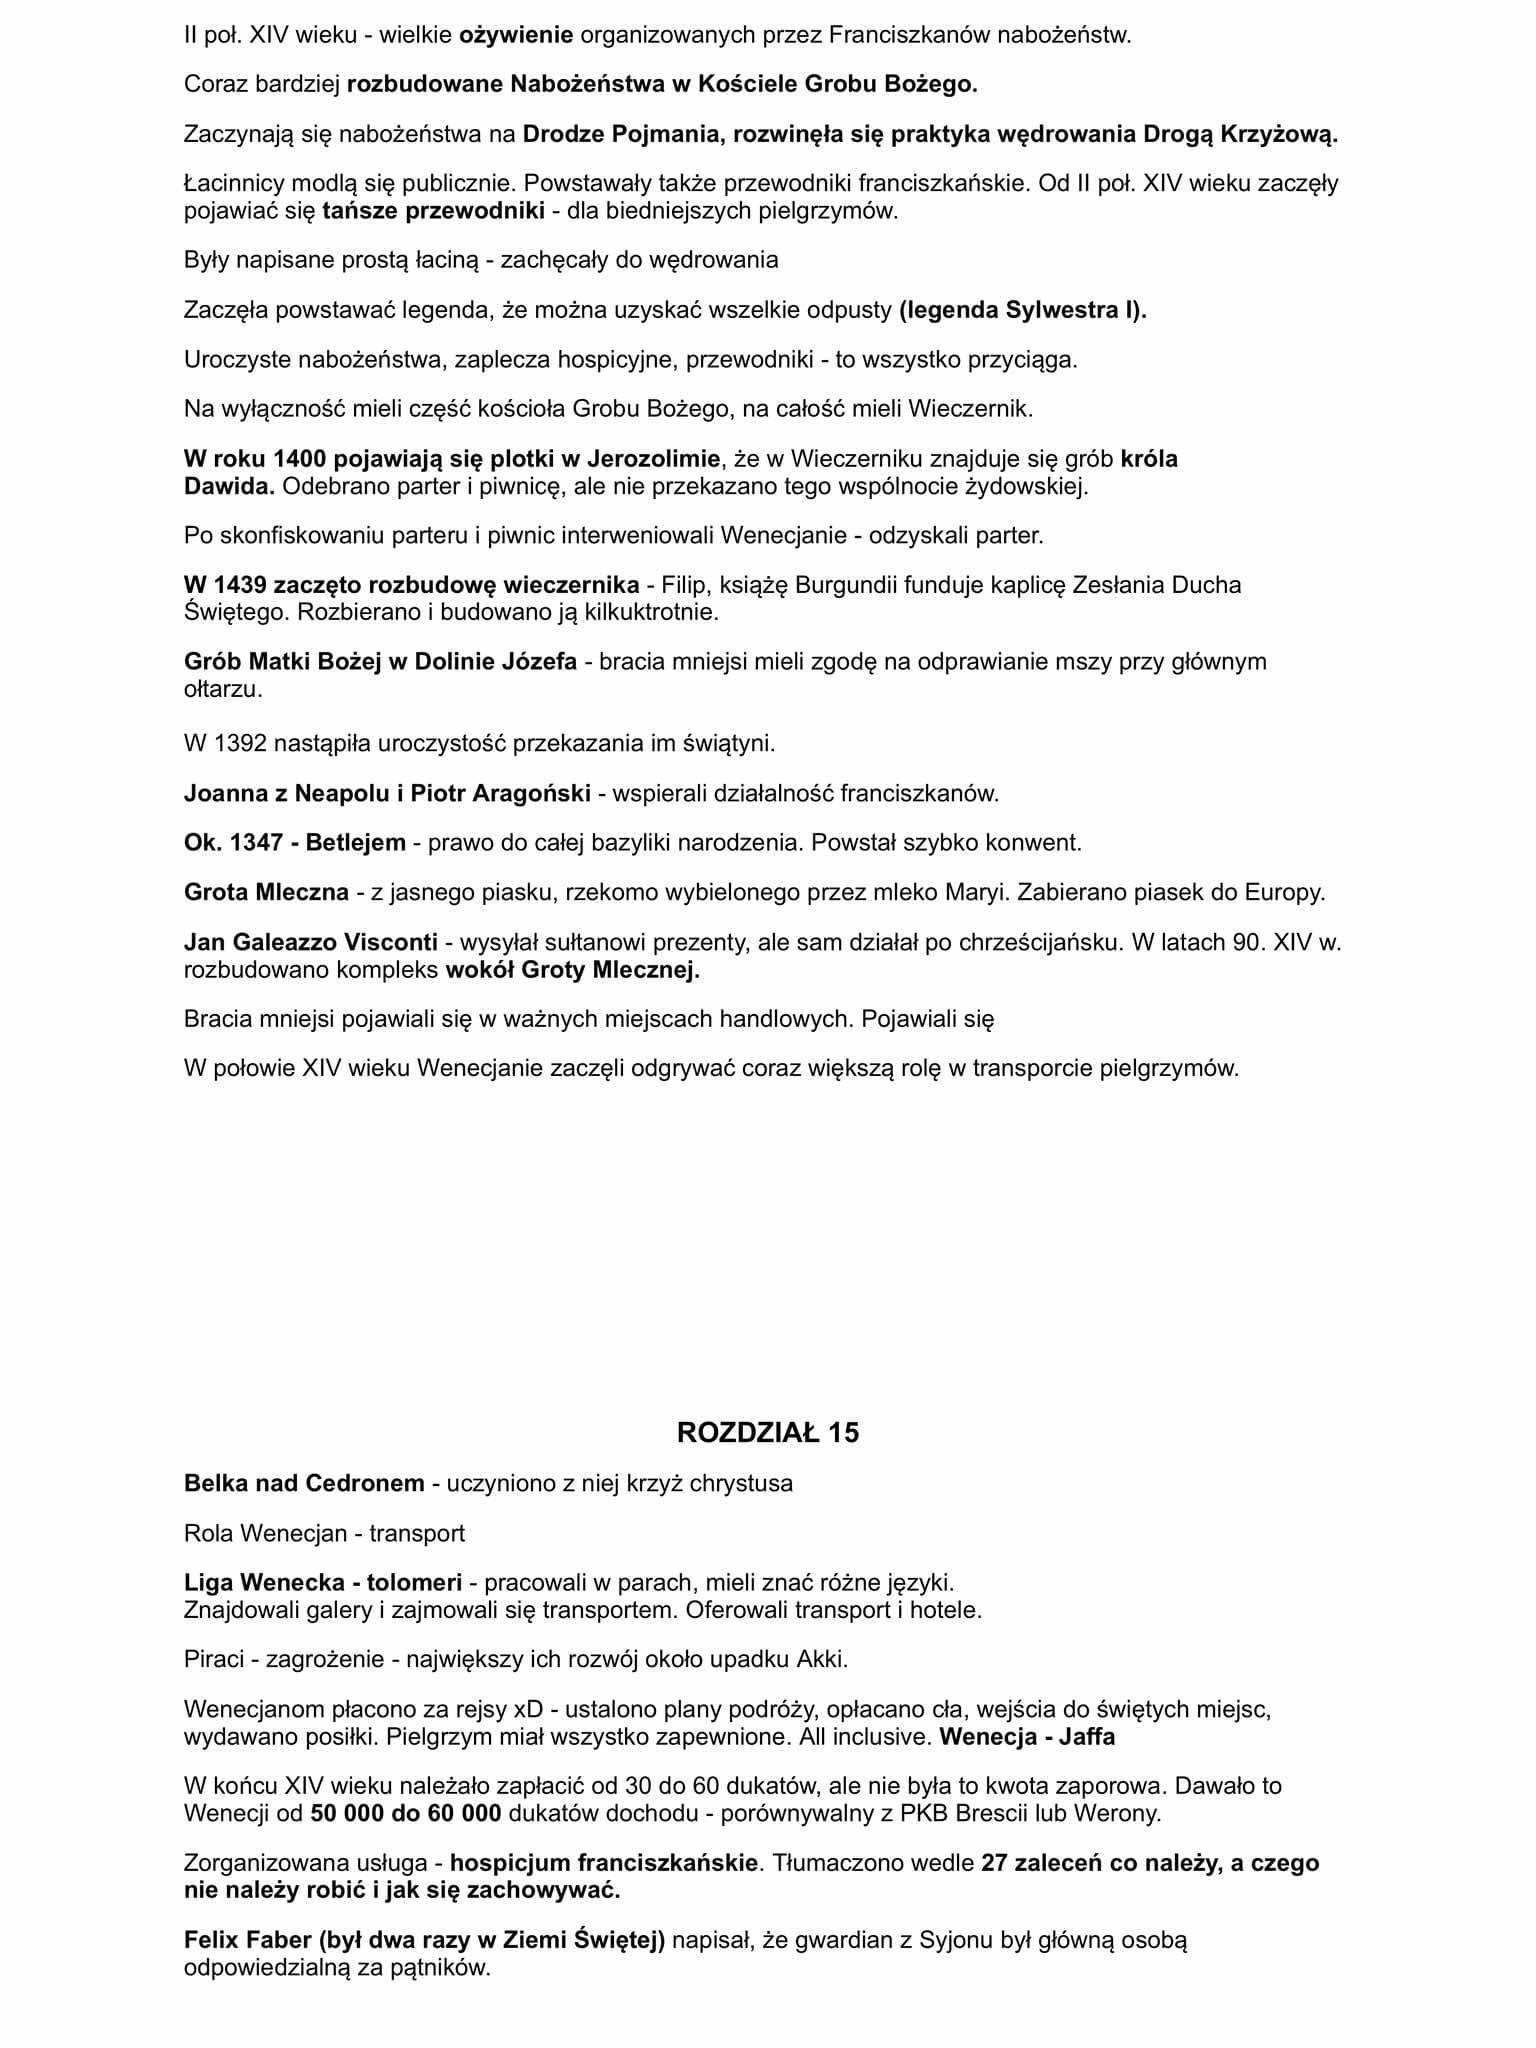 II poł. XIV wieku - wielkie ożywienie organizowanych przez Franciszkanów nabożeństw.
Coraz bardziej rozbudowane Nabożeństwa w Kościele Grobu Bożego.
Zaczynają się nabożeństwa na Drodze Pojmania, rozwinęła się praktyka wędrowania Drogą Krzyżową.
Łacinnicy modlą się publicznie. Powstawały także przewodniki franciszkańskie. Od II poł. XIV wieku zaczęły
pojawiać się tańsze przewodniki - dla biedniejszych pielgrzymów.
Były napisane prostą łaciną - zachęcały do wędrowania
Zaczęła powstawać legenda, że można uzyskać wszelkie odpusty (legenda Sylwestra I).
Uroczyste nabożeństwa, zaplecza hospicyjne, przewodniki - to wszystko przyciąga.
Na wyłączność mieli część kościoła Grobu Bożego, na całość mieli Wieczernik.
W roku 1400 pojawiają się plotki w Jerozolimie, że w Wieczerniku znajduje się grób króla
Dawida. Odebrano parter i piwnicę, ale nie przekazano tego wspólnocie żydowskiej.
Po skonfiskowaniu parteru i piwnic interweniowali Wenecjanie - odzyskali parter.
W 1439 zaczęto rozbudowę wieczernika - Filip, książę Burgundii funduje kaplicę Zesłania Ducha
Świętego. Rozbierano i budowano ją kilkuktrotnie.
Grób Matki Bożej w Dolinie Józefa - bracia mniejsi mieli zgodę na odprawianie mszy przy głównym
ołtarzu.
W 1392 nastąpiła uroczystość przekazania im świątyni.
Joanna z Neapolu i Piotr Aragoński - wspierali działalność franciszkanów.
Ok. 1347 - Betlejem - prawo do całej bazyliki narodzenia. Powstał szybko konwent.
Grota Mleczna - z jasnego piasku, rzekomo wybielonego przez mleko Maryi. Zabierano piasek do Europy.
Jan Galeazzo Visconti - wysyłał sułtanowi prezenty, ale sam działał po chrześcijańsku. W latach 90. XIV w.
rozbudowano kompleks wokół Groty Mlecznej.
Bracia mniejsi pojawiali się w ważnych miejscach handlowych. Pojawiali się
W połowie XIV wieku Wenecjanie zaczęli odgrywać coraz większą rolę w transporcie pielgrzymów.
ROZDZIAŁ 15
Belka nad Cedronem - uczyniono z niej krzyż chrystusa
Rola Wenecjan - transport
Liga Wenecka - tolomeri - pracowali w parach, mieli znać różne języki.
Znajdowali galery i zajmowali się transportem. Oferowali transport i hotele.
Piraci - zagrożenie - największy ich rozwój około upadku Akki.
Wenecjanom płacono za rejsy xD - ustalono plany podróży, opłacano cła, wejścia do świętych miejsc,
wydawano posiłki. Pielgrzym miał wszystko zapewnione. All inclusive. Wenecja - Jaffa
W końcu XIV wieku należało zapłacić od 30 do 60 dukatów, ale nie była to kwota zaporowa. Dawało to
Wenecji od 50 000 do 60 000 dukatów dochodu - porównywalny z PKB Brescii lub Werony.
Zorganizowana usługa - hospicjum franciszkańskie. Tłumaczono wedle 27 zaleceń co należy, a czego
nie należy robić i jak się zachowywać.
Felix Faber (był dwa razy w Ziemi Świętej) napisał, że gwardian z Syjonu był główną osobą
odpowiedzialną za pątników.